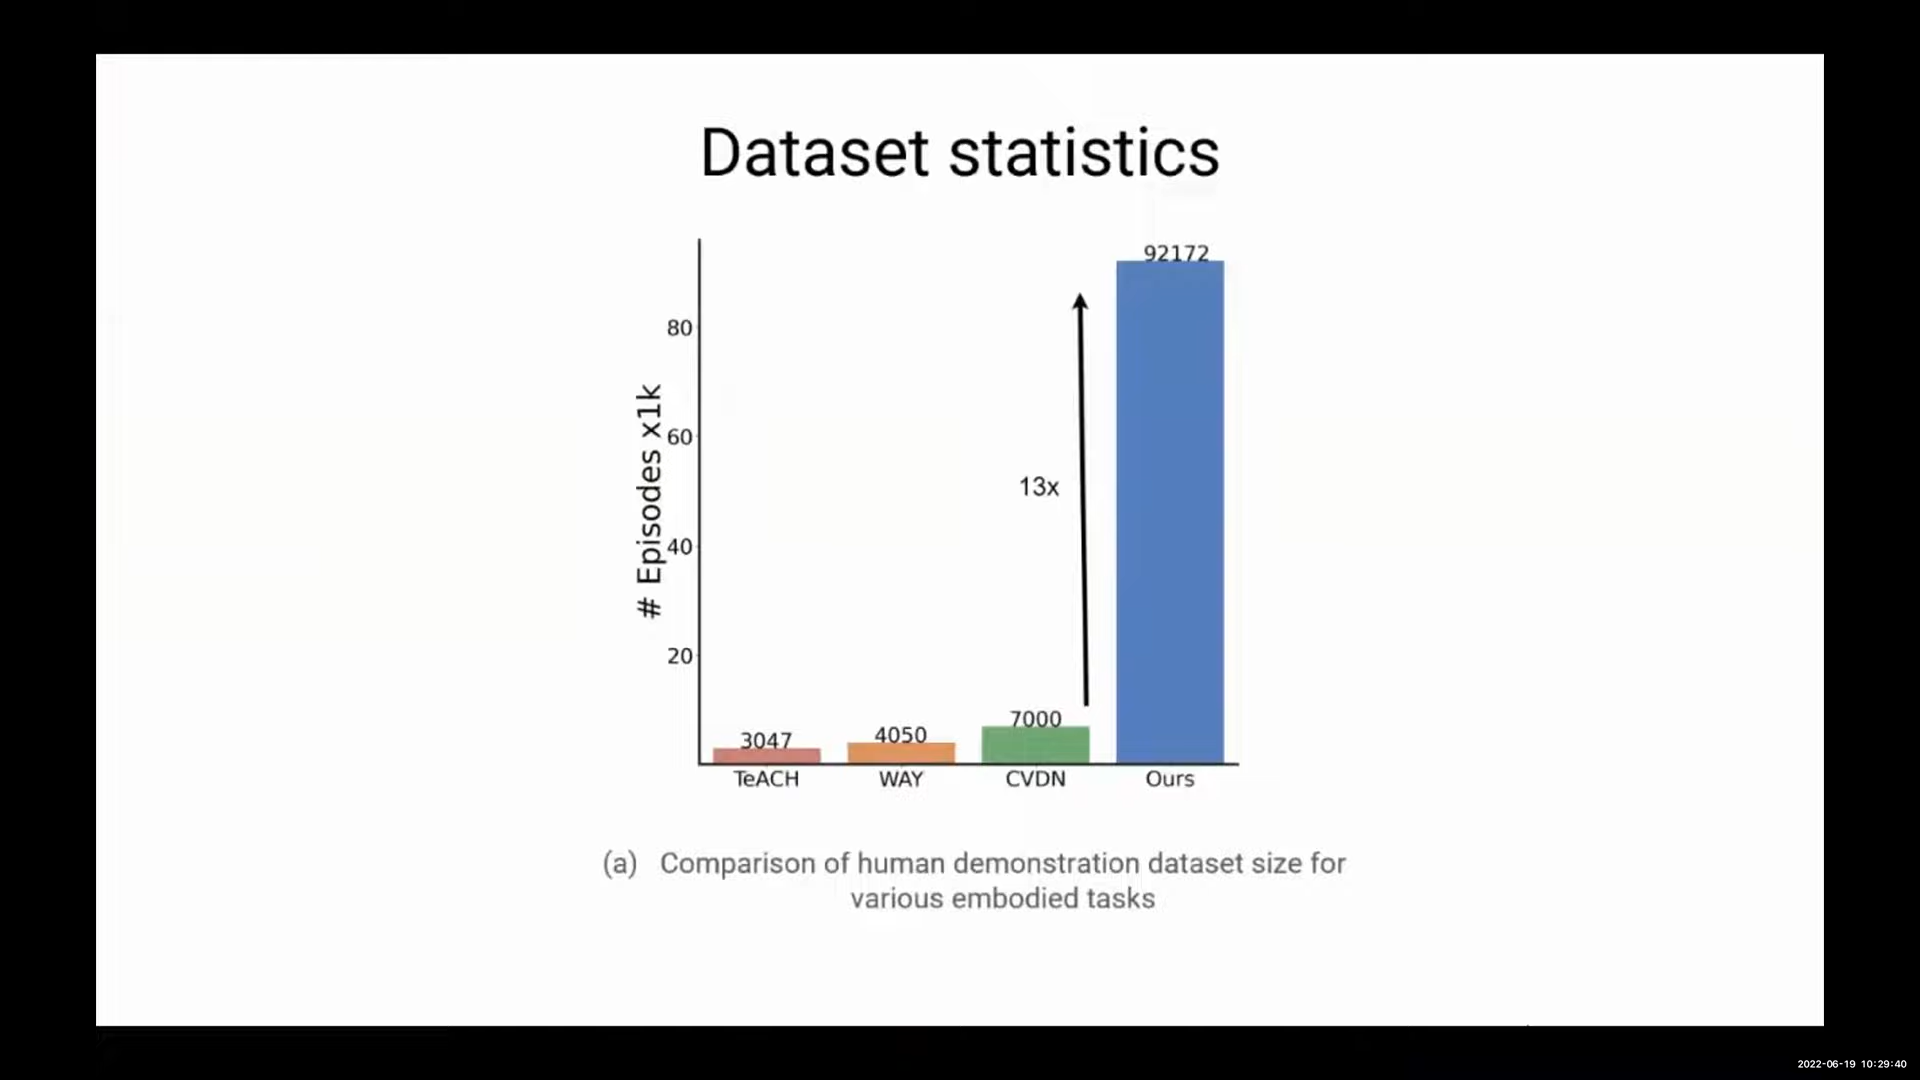 Dataset statistics
92172
80
60
40
20
# Episodes x1k
13x
7000
4050
3047
TeACH WAY CVDN Ours
(a) Comparison of human demonstration dataset size for
various embodied tasks
2022-06-19 10:29:40